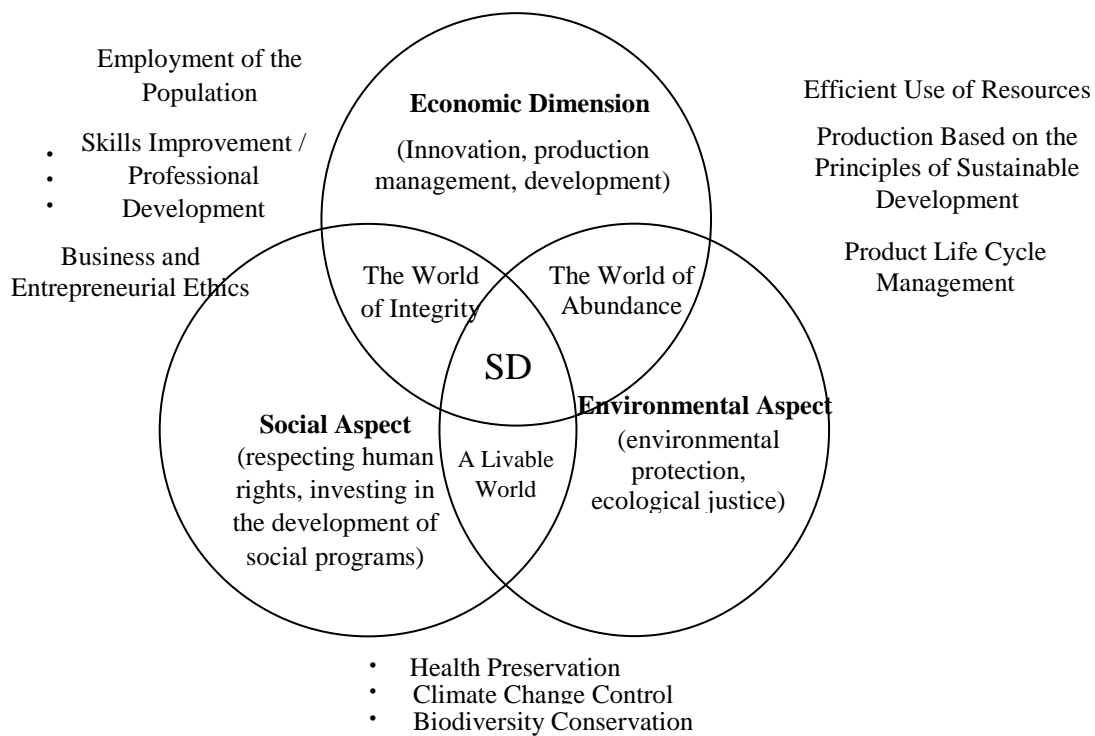 Employment of the
Population
• Skills Improvement /
• Professional
• Development
Business and
Entrepreneurial Ethics
Economic Dimension
(Innovation, production
management, development)
Efficient Use of Resources
Production Based on the
Principles of Sustainable
Development
Product Life Cycle
Management
The World
of Integrity
The World of
Abundance
SD
Social Aspect
(respecting human
rights, investing in
the development of
social programs)
A Livable
World
Environmental Aspect
(environmental
protection,
ecological justice)
• Health Preservation
• Climate Change Control
• Biodiversity Conservation